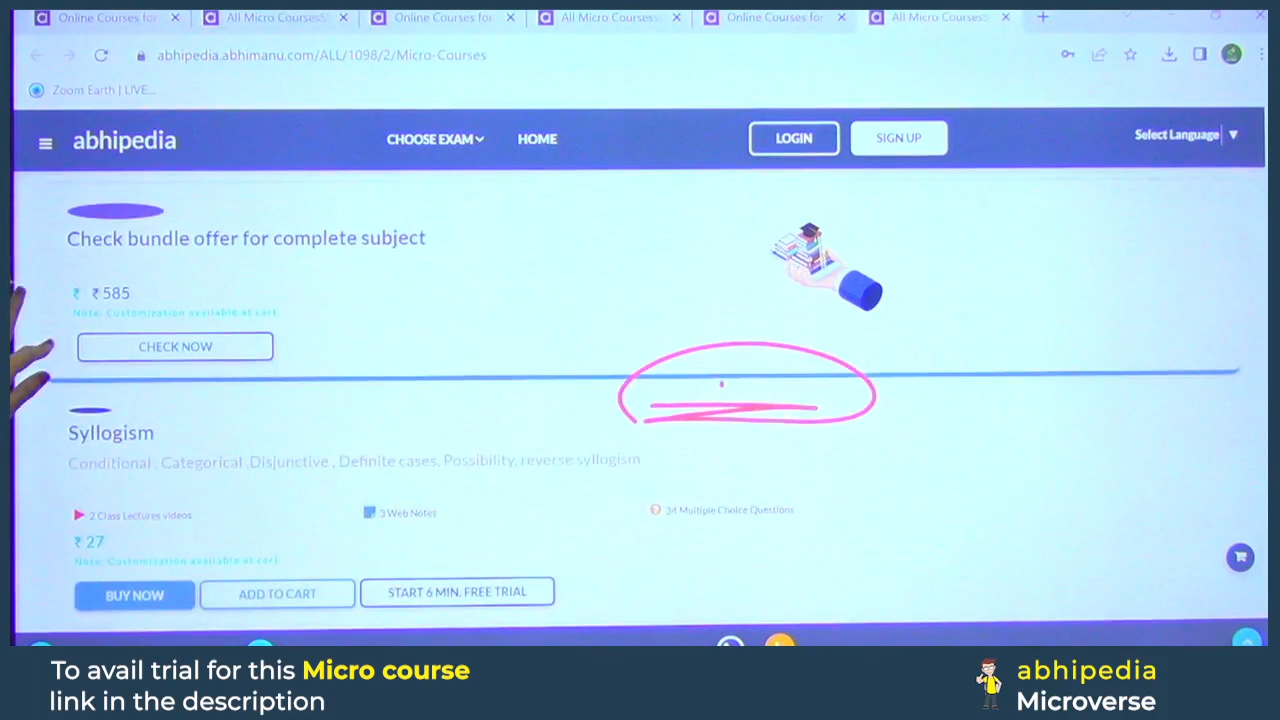 Online Courses for
All Micro Courses
Online Courses for
All Micro Courses
Online Courses for
All Micro Courses
abhipedia.abhimanu.com/ALL/1098/2/Micro-Courses
Zoom Earth | LIVE...
abhipedia
CHOOSE EXAM
HOME
LOGIN
SIGN UP
Select Language
Check bundle offer for complete subject
₹ ₹ 585
Note: Customization available at cart
CHECK NOW
Syllogism
Conditional , Categorical ,Disjunctive , Definite cases, Possibility, reverse syllogism
2 Class Lectures videos
3 Web Notes
34 Multiple Choice Questions
₹ 27
Note: Customization available at cart
BUY NOW
ADD TO CART
START 6 MIN. FREE TRIAL
To avail trial for this Micro course
link in the description
abhipedia
Microverse